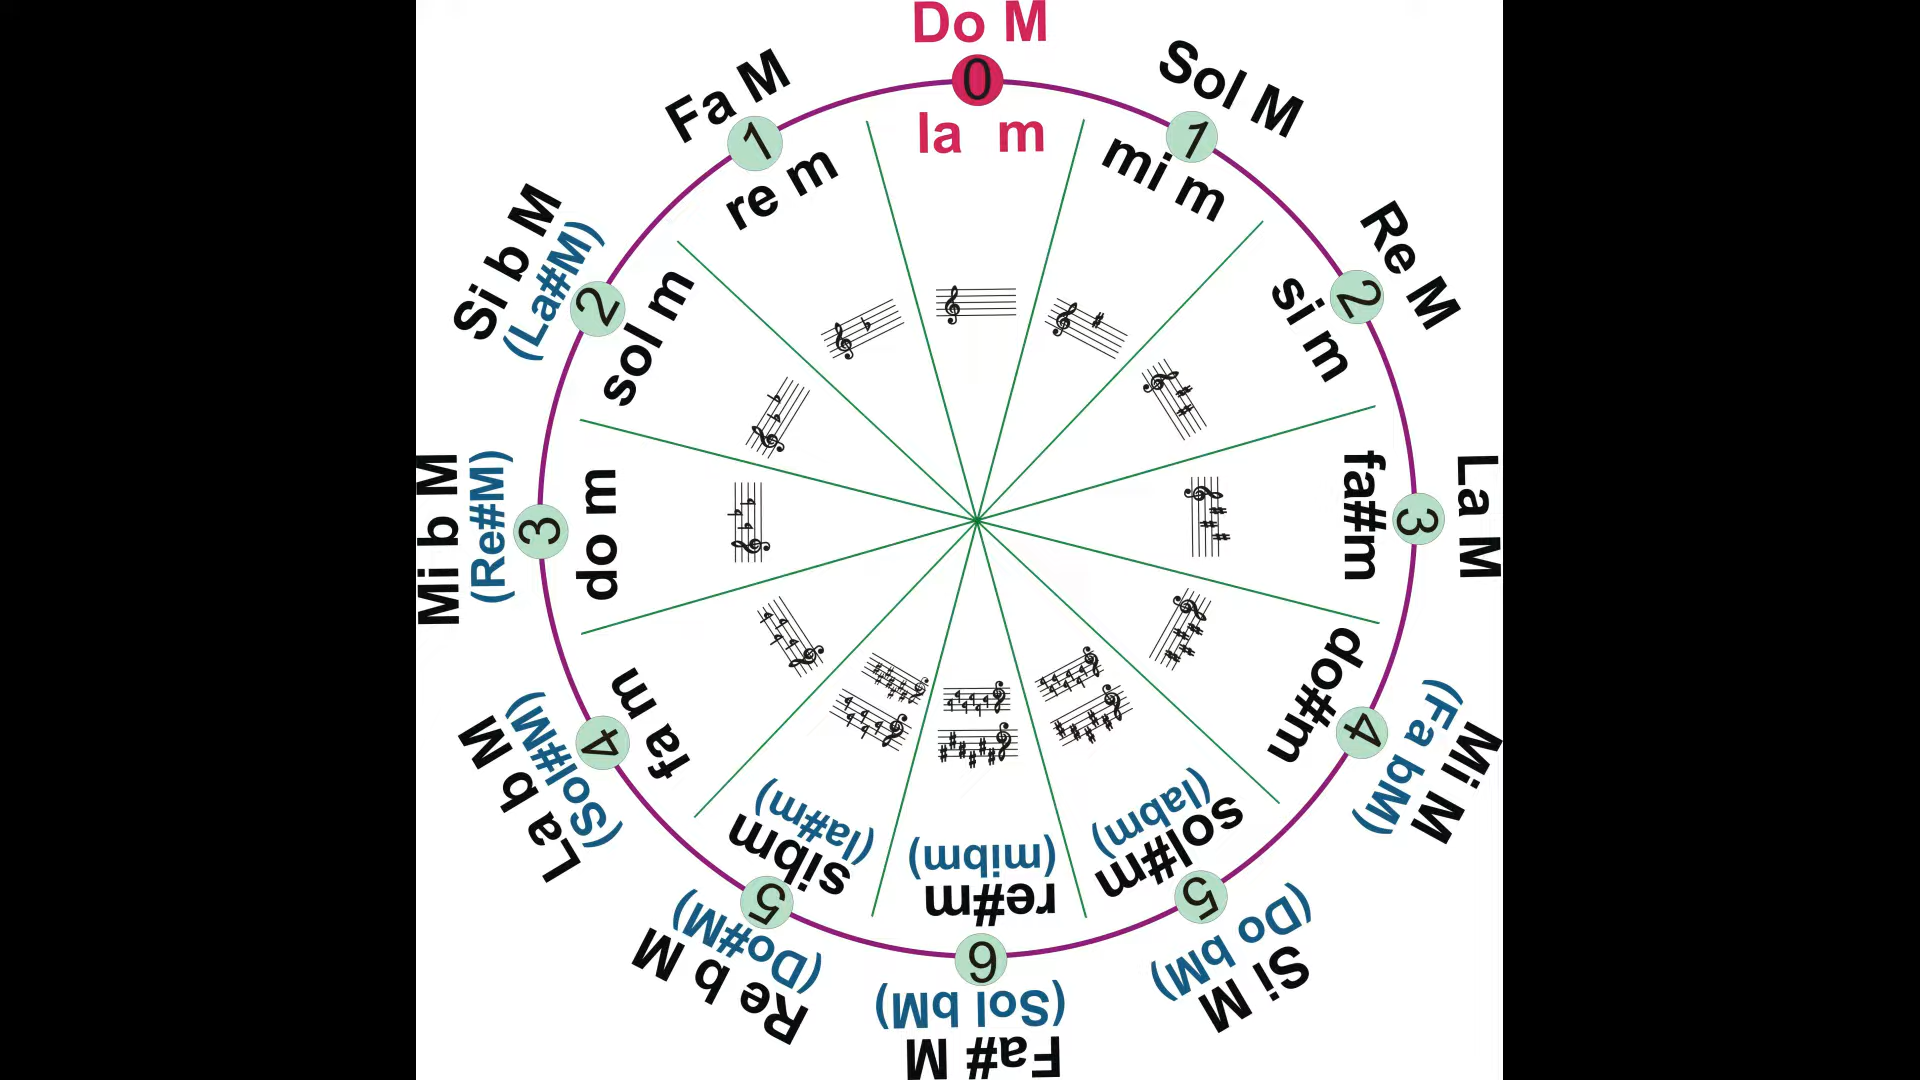 Do M
0
la m
Sol M
1
mi m
Re M
2
si m
La M
3
fa#m
Mi M
(Fa bM)
4
do#m
Si M
(Do bM)
5
sol#m
(labm)
Fa# M
(Sol bM)
6
re#m
(mibm)
Re b M
(Do#M)
5
sibm
(la#m)
La b M
(Sol#M)
4
fa m
Mi b M
(Re#M)
3
do m
Si b M
(La#M)
2
sol m
Fa M
1
re m